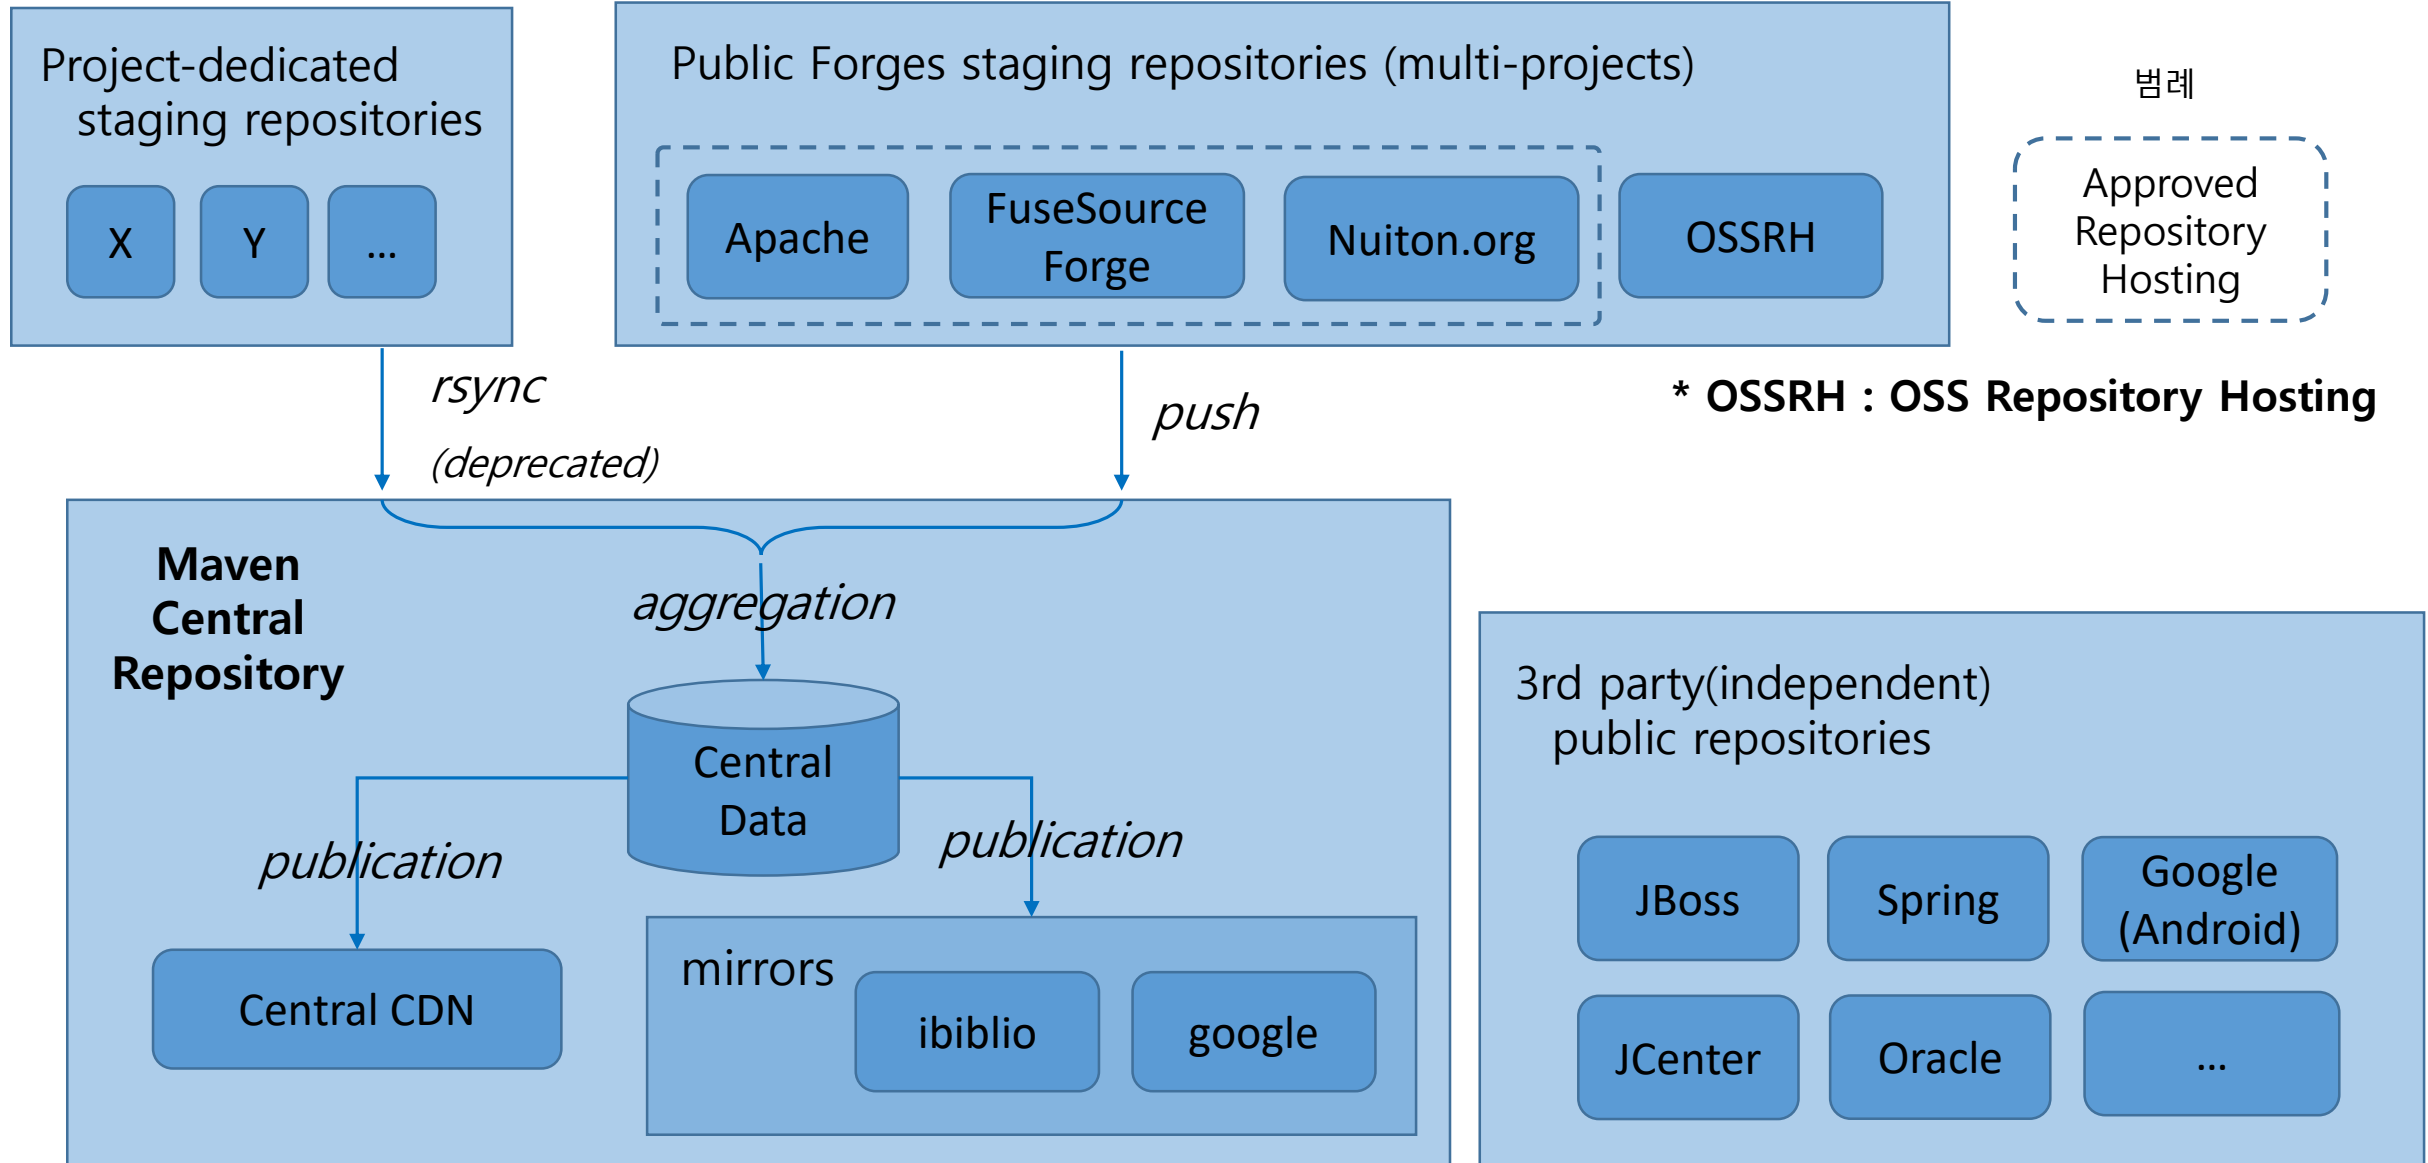 Project-dedicated
staging repositories
X
Y
...
Public Forges staging repositories (multi-projects)
Apache
FuseSource
Forge
Nuiton.org
OSSRH
범례
Approved
Repository
Hosting
* OSSRH : OSS Repository Hosting
rsync
(deprecated)
push
Maven
Central
Repository
aggregation
Central
Data
publication
publication
Central CDN
mirrors
ibiblio
google
3rd party(independent)
public repositories
JBoss
Spring
Google
(Android)
JCenter
Oracle
...